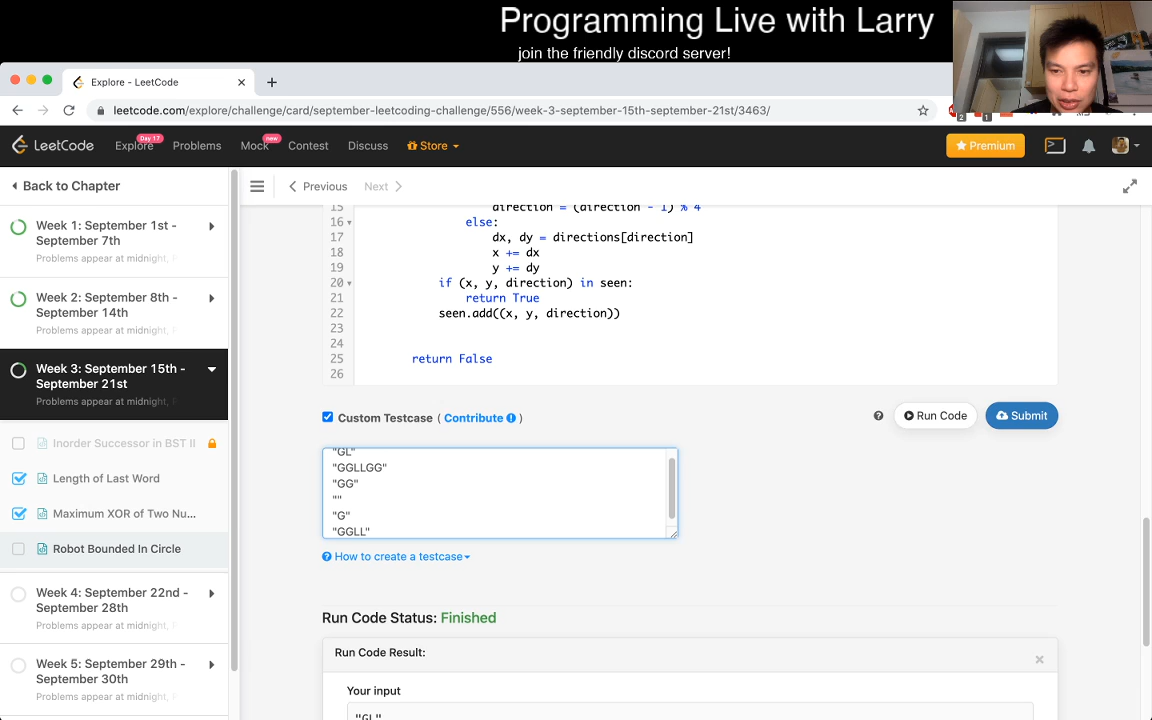 Programming Live with Larry
join the friendly discord server!
Explore - LeetCode
leetcode.com/explore/challenge/card/september-leetcoding-challenge/556/week-3-september-15th-september-21st/3463/
2
1
LeetCode
Explore
Day 17
Problems
Mock
new
Contest
Discuss
Store
Premium
Back to Chapter
Previous
Next
Week 1: September 1st -
September 7th
Problems appear at midnight,
Week 2: September 8th -
September 14th
Problems appear at midnight,
Week 3: September 15th -
September 21st
Problems appear at midnight,
Inorder Successor in BST II
Length of Last Word
Maximum XOR of Two Nu...
Robot Bounded In Circle
Week 4: September 22nd -
September 28th
Problems appear at midnight,
Week 5: September 29th -
September 30th
Problems appear at midnight,
15 direction = (direction - 1) % 4
16 else:
17 dx, dy = directions[direction]
18 x += dx
19 y += dy
20 if (x, y, direction) in seen:
21 return True
22 seen.add((x, y, direction))
23
24
25 return False
26
Custom Testcase ( Contribute )
Run Code
Submit
"GL"
"GGLLGG"
"GG"
""
"G"
"GGLL"
How to create a testcase
Run Code Status: Finished
Run Code Result:
×
Your input
"GL"